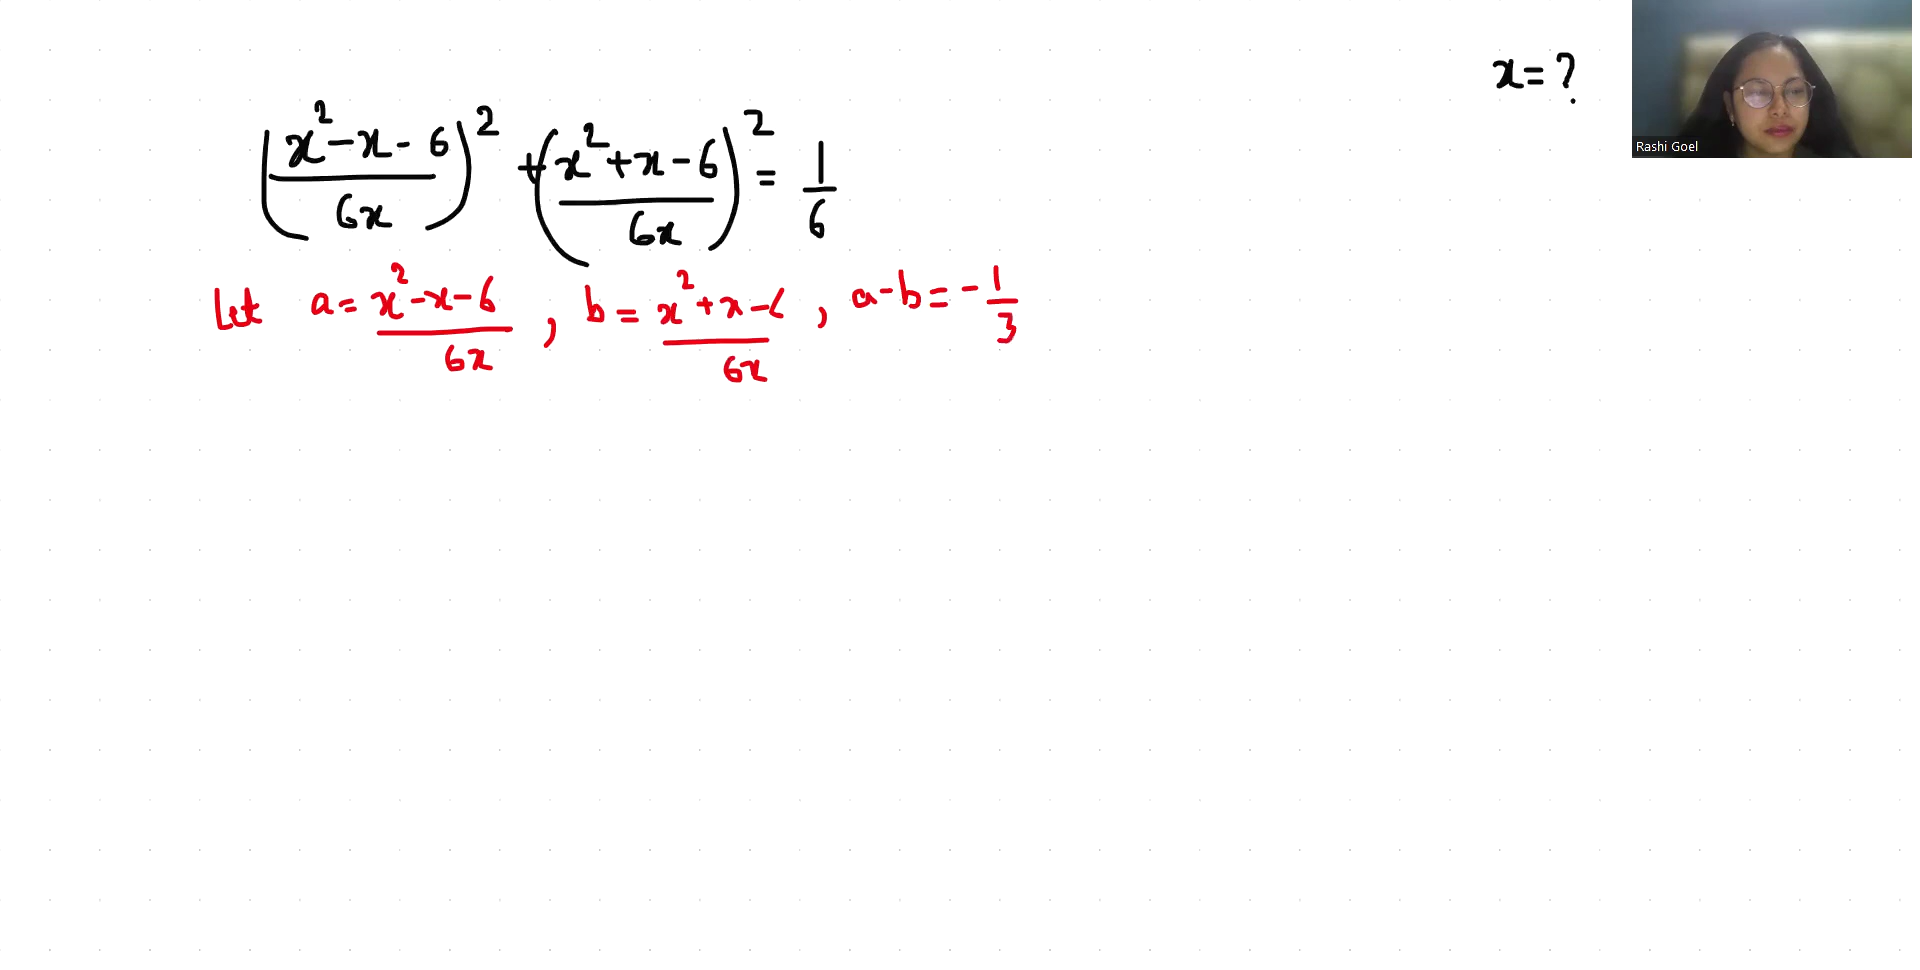 x = ?
Rashi Goel
((x² - x - 6)/(6x))² + ((x² + x - 6)/(6x))² = 1/6
Let a = (x² - x - 6)/(6x) , b = (x² + x - 6)/(6x) , a - b = - 1/3